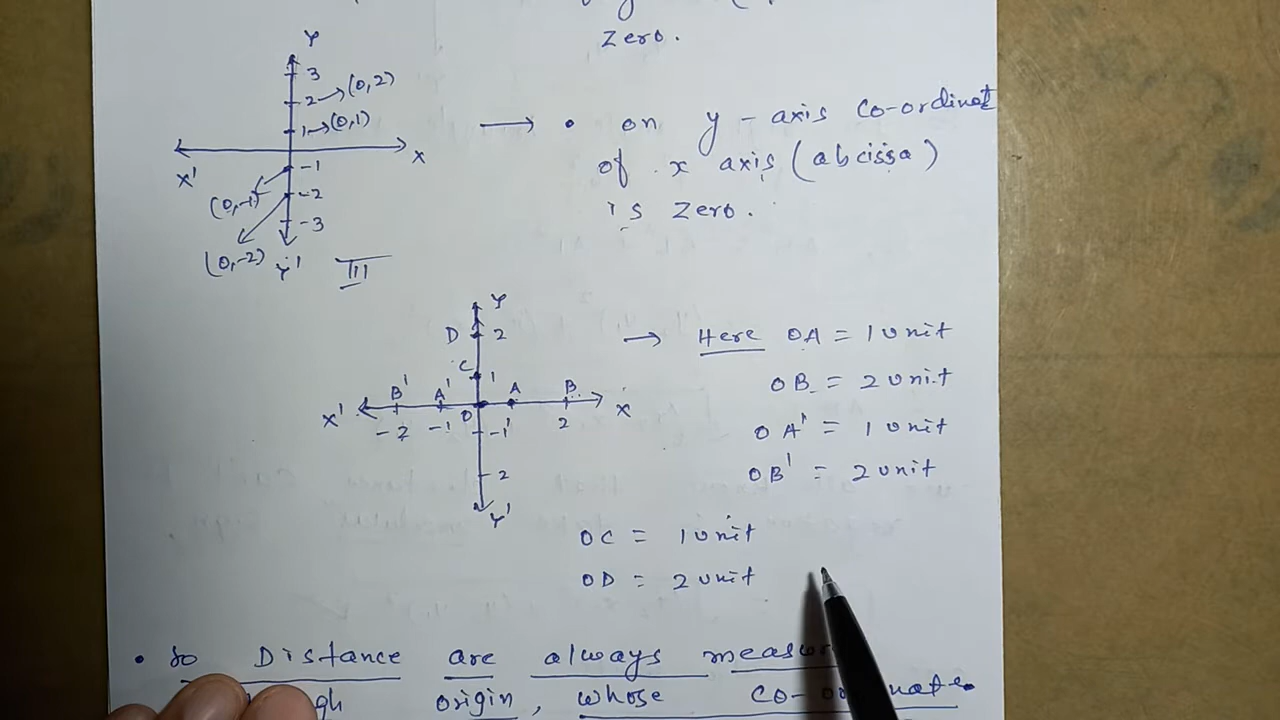 zero.
Y
3
2 → (0,2)
1 → (0,1)
X' X
-1
(0,-1) -2
-3
(0,-2) Y' III
→ • on y-axis co-ordinat
of x axis (abcissa)
is zero.
Y
D 2
C 1
B' A' O A B
X' -2 -1 2 X
-1
-2
Y'
→ Here OA = 1 unit
OB = 2 unit
OA' = 1 unit
OB' = 2 unit
OC = 1 unit
OD = 2 unit
• so Distance are always
origin, whose